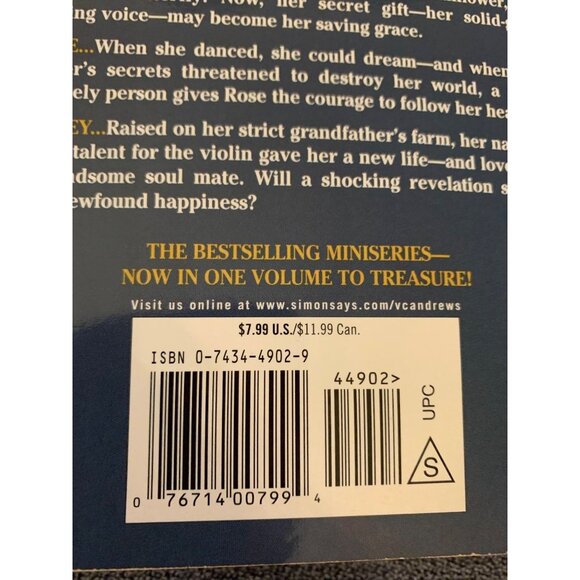 Now, her secret gift—her solid-
ng voice—may become her saving grace.
E...When she danced, she could dream—and when
r's secrets threatened to destroy her world, a
ely person gives Rose the courage to follow her hea
EY...Raised on her strict grandfather's farm, her na
talent for the violin gave her a new life—and love
ndsome soul mate. Will a shocking revelation s
ewfound happiness?
THE BESTSELLING MINISERIES—
NOW IN ONE VOLUME TO TREASURE!
Visit us online at www.simonsays.com/vcandrews
$7.99 U.S./$11.99 Can.
ISBN 0-7434-4902-9
44902>
UPC
S
0 76714 00799 4